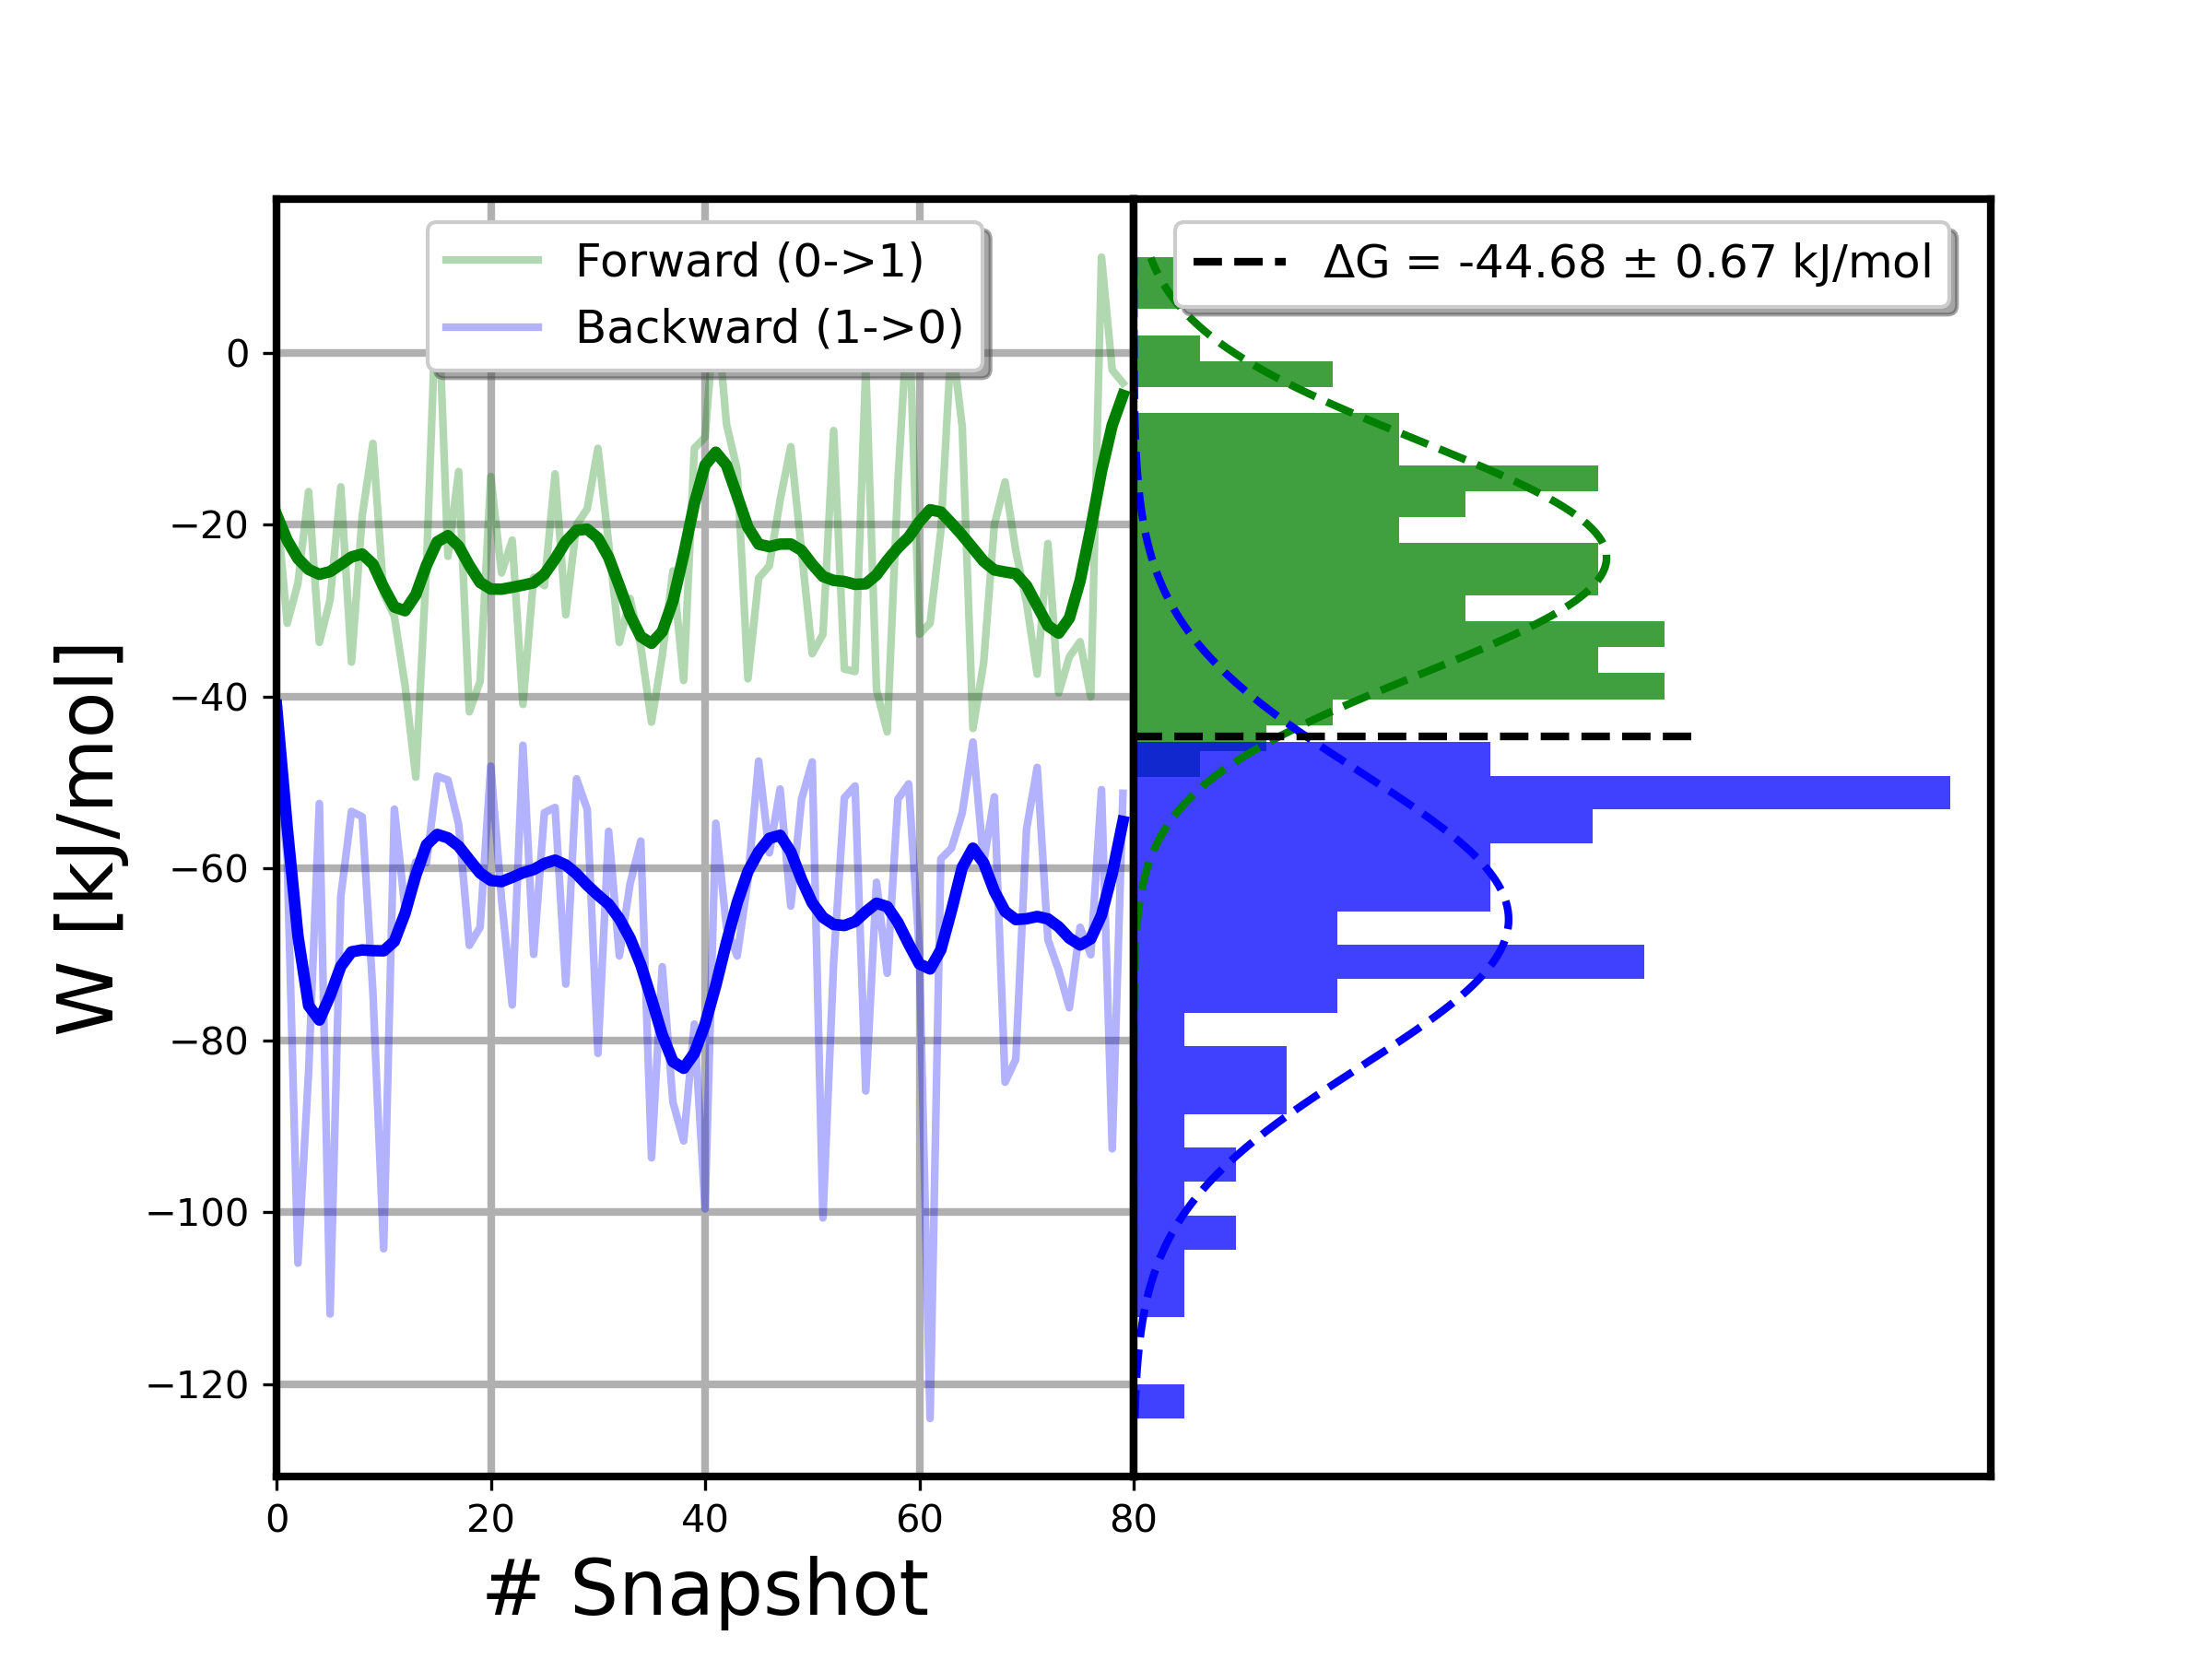 Forward (0->1)
Backward (1->0)
ΔG = -44.68 ± 0.67 kJ/mol
W [kJ/mol]
0
−20
−40
−60
−80
−100
−120
0 20 40 60 80
# Snapshot